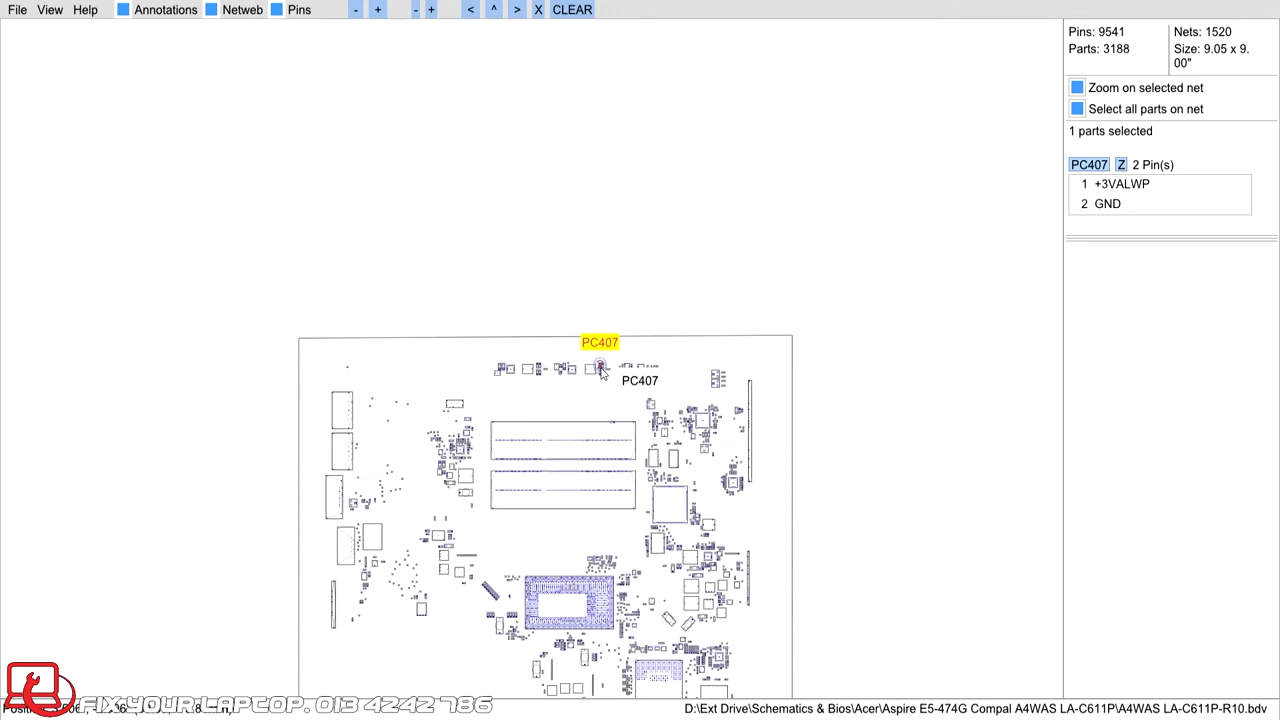 File View Help Annotations Netweb Pins - + - + < ^ > X CLEAR
Pins: 9541
Parts: 3188
Nets: 1520
Size: 9.05 x 9.
00"
Zoom on selected net
Select all parts on net
1 parts selected
PC407 Z 2 Pin(s)
1 +3VALWP
2 GND
PC407
PC407
FIX YOUR LAPTOP. 013 4242 786
D:\Ext Drive\Schematics & Bios\Acer\Aspire E5-474G Compal A4WAS LA-C611P\A4WAS LA-C611P-R10.bdv